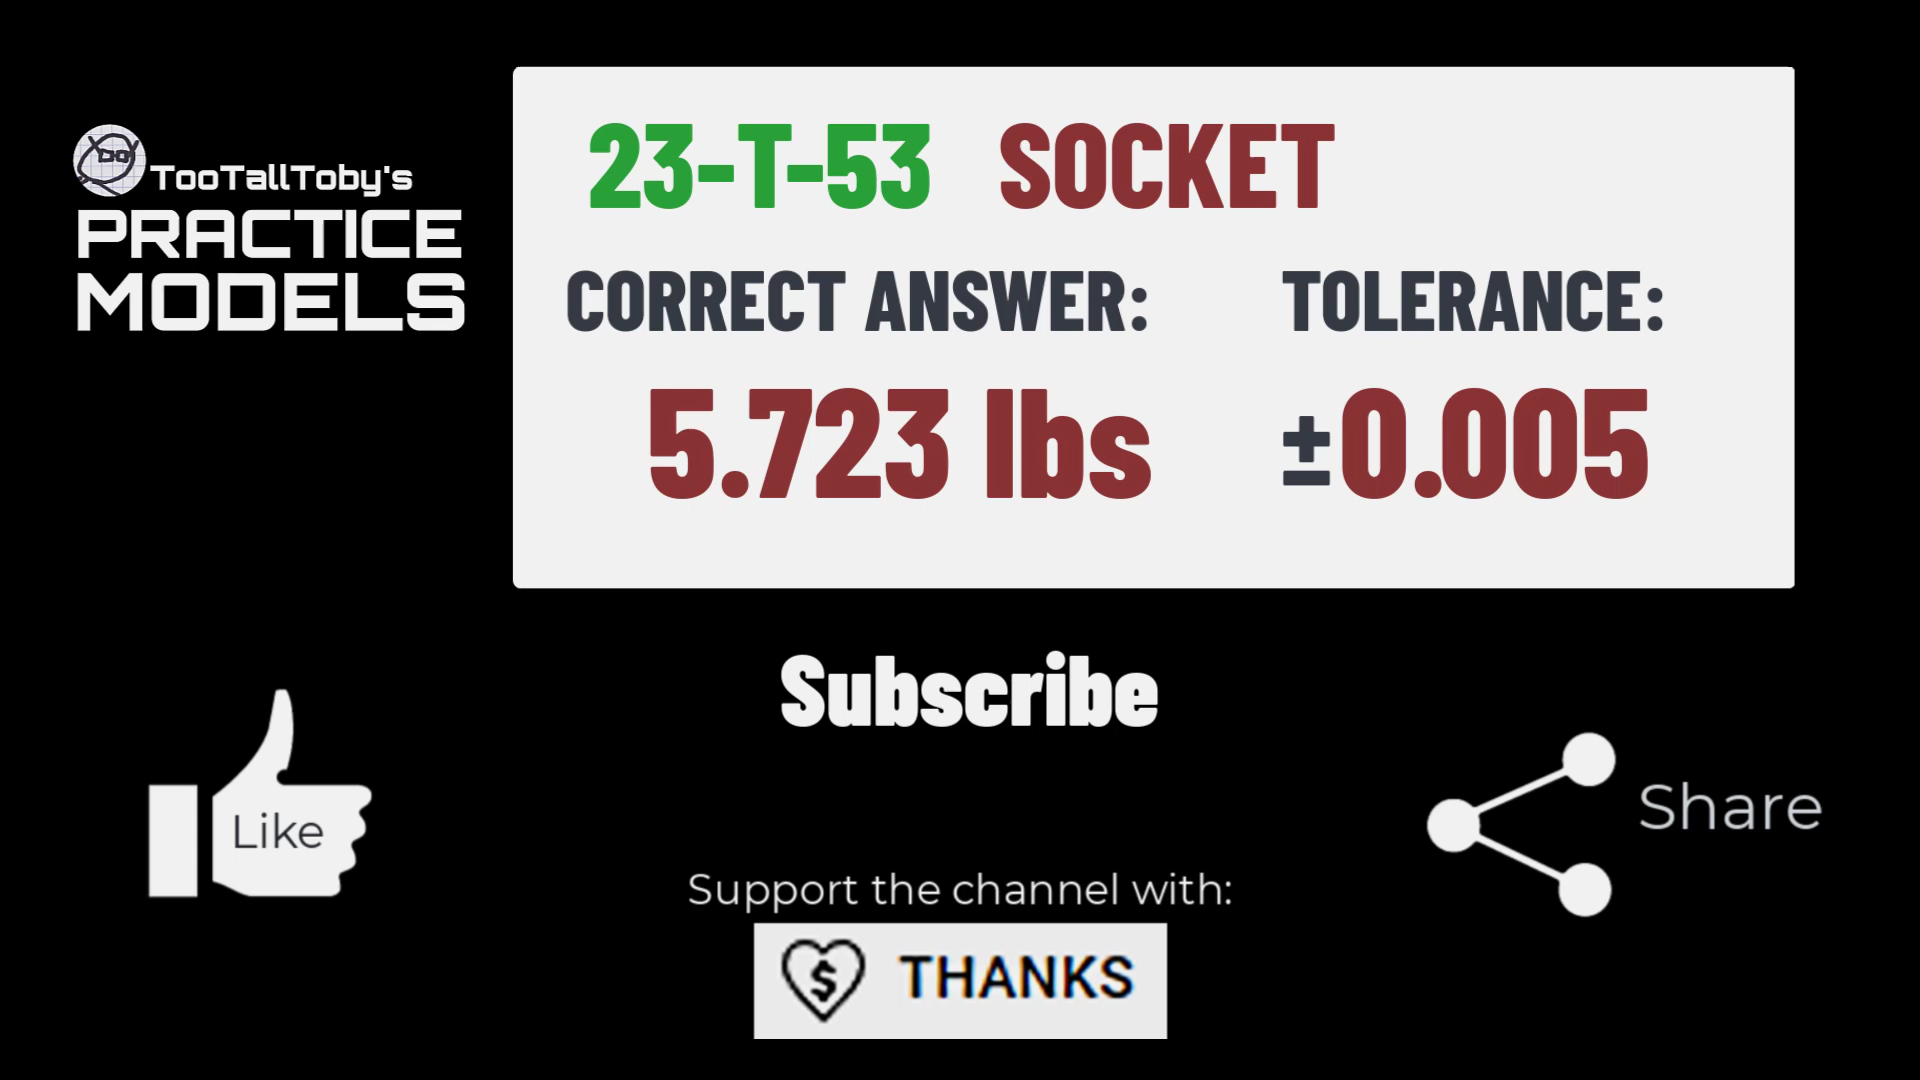 TooTallToby's
PRACTICE
MODELS
23-T-53 SOCKET
CORRECT ANSWER: TOLERANCE:
5.723 lbs ±0.005
Subscribe
Like
Share
Support the channel with:
$ THANKS